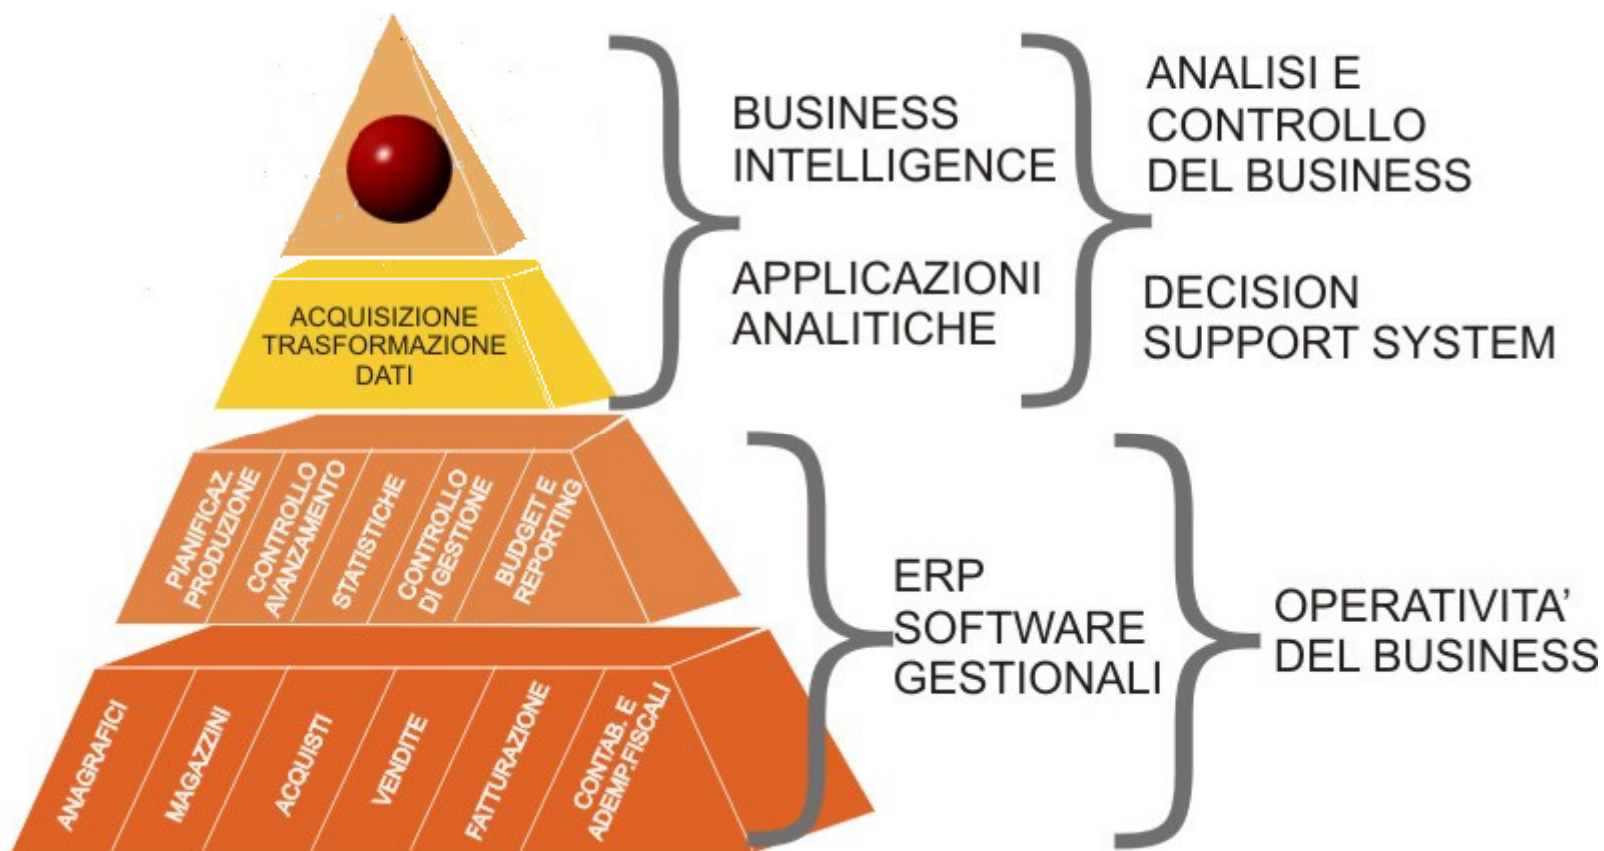 BUSINESS
INTELLIGENCE
APPLICAZIONI
ANALITICHE
ANALISI E
CONTROLLO
DEL BUSINESS
DECISION
SUPPORT SYSTEM
ACQUISIZIONE
TRASFORMAZIONE
DATI
PIANIFICAZ.
PRODUZIONE
CONTROLLO
AVANZAMENTO
STATISTICHE
CONTROLLO
DI GESTIONE
BUDGET E
REPORTING
ERP
SOFTWARE
GESTIONALI
OPERATIVITA’
DEL BUSINESS
ANAGRAFICI
MAGAZZINI
ACQUISTI
VENDITE
FATTURAZIONE
CONTAB. E
ADEMP.FISCALI